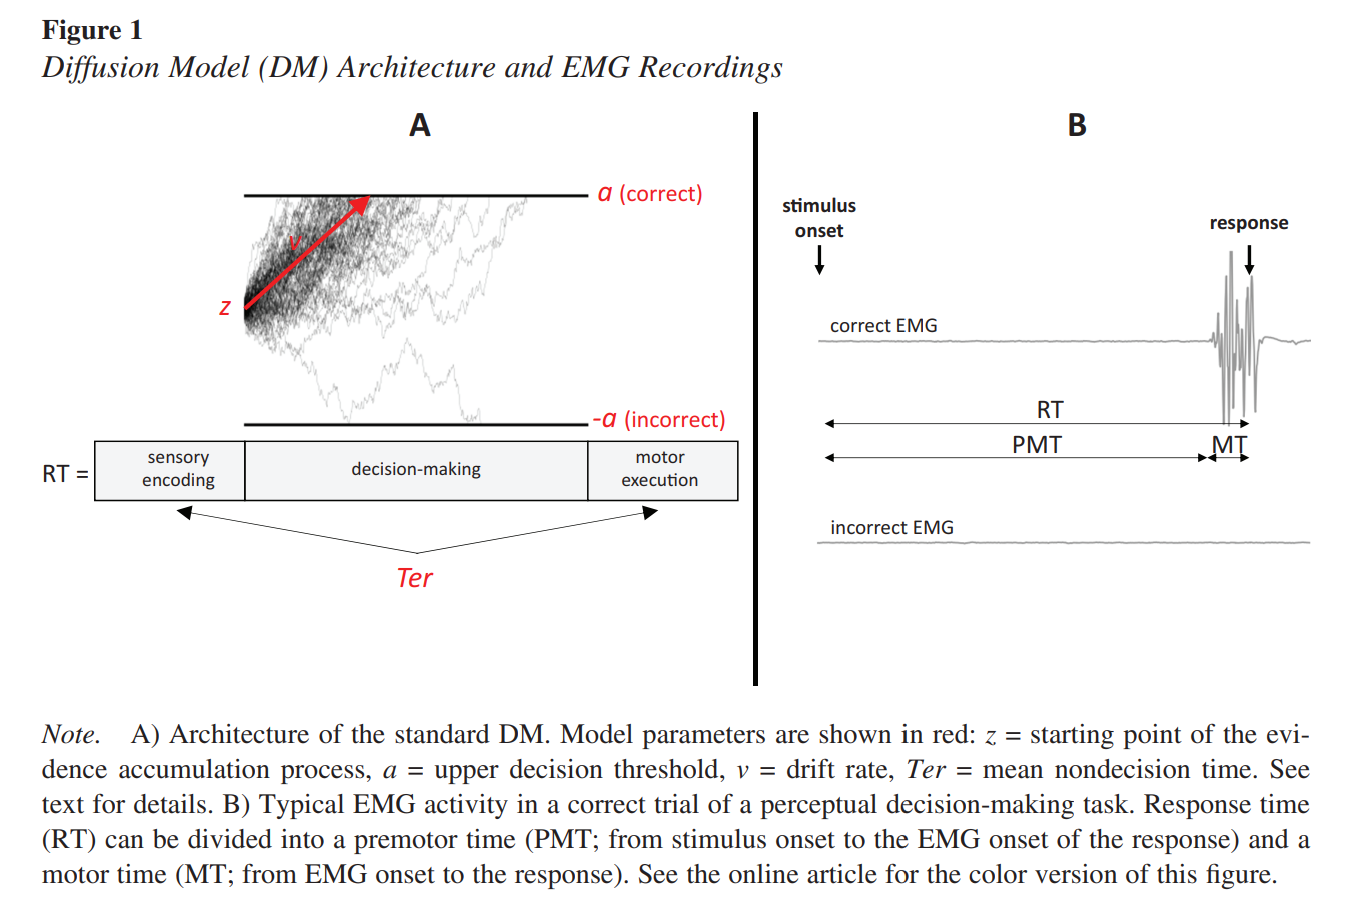 Figure 1
Diffusion Model (DM) Architecture and EMG Recordings
A
a (correct)
v
z
-a (incorrect)
RT =
sensory
encoding
decision-making
motor
execution
Ter
B
stimulus
onset
response
correct EMG
RT
PMT
MT
incorrect EMG
Note. A) Architecture of the standard DM. Model parameters are shown in red: z = starting point of the evi-
dence accumulation process, a = upper decision threshold, v = drift rate, Ter = mean nondecision time. See
text for details. B) Typical EMG activity in a correct trial of a perceptual decision-making task. Response time
(RT) can be divided into a premotor time (PMT; from stimulus onset to the EMG onset of the response) and a
motor time (MT; from EMG onset to the response). See the online article for the color version of this figure.